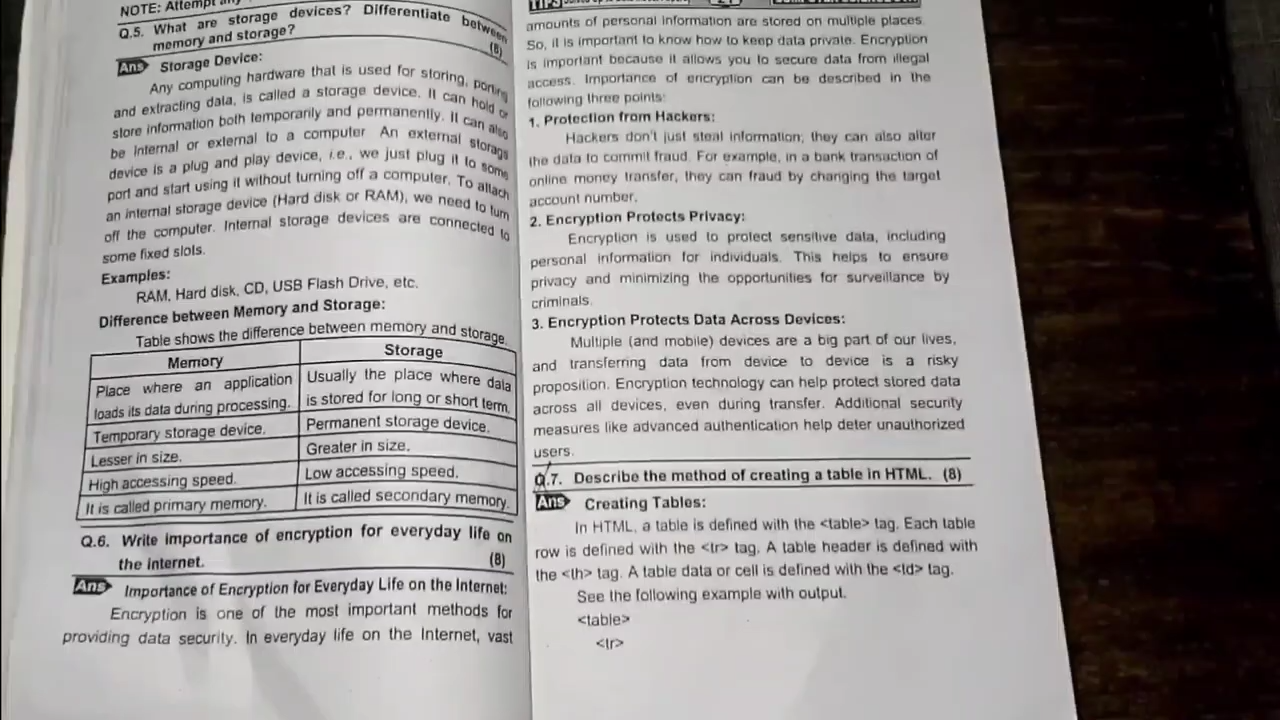 NOTE: Attempt any
Q.5. What are storage devices? Differentiate between
memory and storage? (8)
Ans Storage Device:
Any computing hardware that is used for storing, porting
and extracting data, is called a storage device. It can hold or
store information both temporarily and permanently. It can also
be internal or external to a computer An external storage
device is a plug and play device, i.e., we just plug it to some
port and start using it without turning off a computer. To attach
an internal storage device (Hard disk or RAM), we need to turn
off the computer. Internal storage devices are connected to
some fixed slots.
Examples:
RAM, Hard disk, CD, USB Flash Drive, etc.
Difference between Memory and Storage:
Table shows the difference between memory and storage.
Memory Storage
Place where an application Usually the place where data
loads its data during processing. is stored for long or short term.
Temporary storage device. Permanent storage device.
Lesser in size. Greater in size.
High accessing speed. Low accessing speed.
It is called primary memory. It is called secondary memory.
Q.6. Write importance of encryption for everyday life on
the internet. (8)
Ans Importance of Encryption for Everyday Life on the Internet:
Encryption is one of the most important methods for
providing data security. In everyday life on the Internet, vast
TIPS
amounts of personal information are stored on multiple places.
So, it is important to know how to keep data private. Encryption
is important because it allows you to secure data from illegal
access. Importance of encryption can be described in the
following three points:
1. Protection from Hackers:
Hackers don't just steal information; they can also alter
the data to commit fraud. For example, in a bank transaction of
online money transfer, they can fraud by changing the target
account number.
2. Encryption Protects Privacy:
Encryption is used to protect sensitive data, including
personal information for individuals. This helps to ensure
privacy and minimizing the opportunities for surveillance by
criminals.
3. Encryption Protects Data Across Devices:
Multiple (and mobile) devices are a big part of our lives,
and transferring data from device to device is a risky
proposition. Encryption technology can help protect stored data
across all devices, even during transfer. Additional security
measures like advanced authentication help deter unauthorized
users.
Q.7. Describe the method of creating a table in HTML. (8)
Ans Creating Tables:
In HTML, a table is defined with the <table> tag. Each table
row is defined with the <tr> tag. A table header is defined with
the <th> tag. A table data or cell is defined with the <td> tag.
See the following example with output.
<table>
<tr>